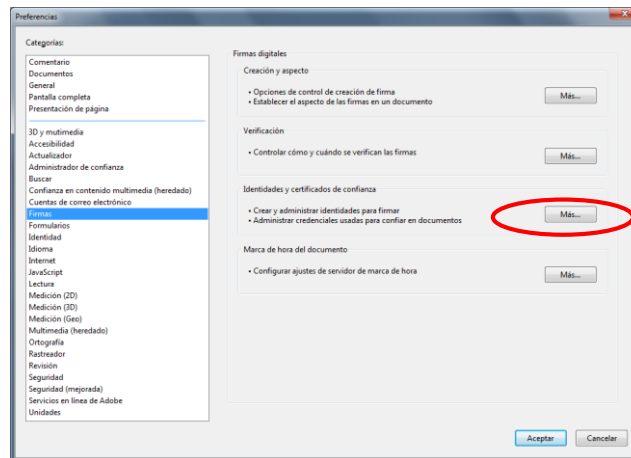 Preferencias
Categorías:
Comentario
Documentos
General
Pantalla completa
Presentación de página
3D y mutimedia
Accesibilidad
Actualizador
Administrador de confianza
Buscar
Confianza en contenido multimedia (heredado)
Cuentas de correo electrónico
Firmas
Formularios
Identidad
Idioma
Internet
JavaScript
Lectura
Medición (2D)
Medición (3D)
Medición (Geo)
Multimedia (heredado)
Ortografía
Rastreador
Revisión
Seguridad
Seguridad (mejorada)
Servicios en línea de Adobe
Unidades
Firmas digitales
Creación y aspecto
• Opciones de control de creación de firma
• Establecer el aspecto de las firmas en un documento
Más...
Verificación
• Controlar cómo y cuándo se verifican las firmas
Más...
Identidades y certificados de confianza
• Crear y administrar identidades para firmar
• Administrar credenciales usadas para confiar en documentos
Más...
Marca de hora del documento
• Configurar ajustes de servidor de marca de hora
Más...
Aceptar
Cancelar